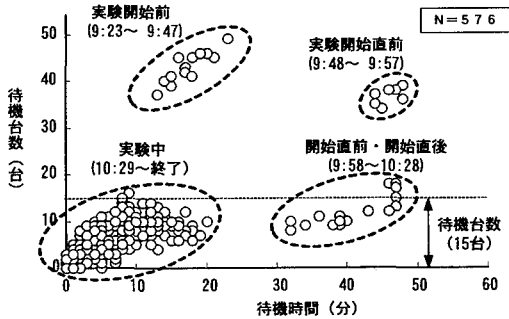 実験開始前
(9:23～ 9:47)
N=576
実験開始直前
(9:48～ 9:57)
実験中
(10:29～終了)
開始直前・開始直後
(9:58～10:28)
待機台数
(15台)
待機台数
(台)
50
40
30
20
10
0
0
10
20
30
40
50
60
待機時間 (分)